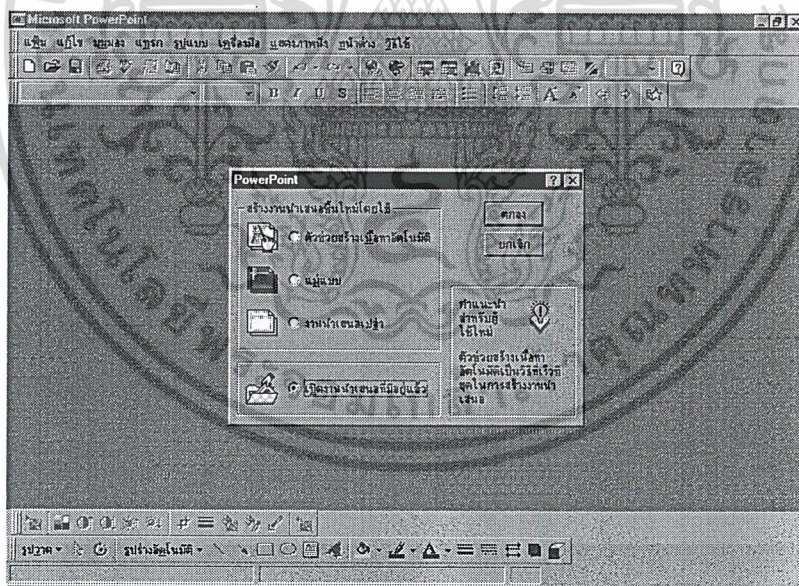 Microsoft PowerPoint
แฟ้ม แก้ไข มุมมอง แทรก รูปแบบ เครื่องมือ แสดงภาพนิ่ง หน้าต่าง วิธีใช้
B I U S
PowerPoint
สร้างงานนำเสนอขึ้นใหม่โดยใช้
ตัวช่วยสร้างเนื้อหาอัตโนมัติ
แม่แบบ
งานนำเสนอเปล่า
เปิดงานนำเสนอที่มีอยู่แล้ว
ตกลง
ยกเลิก
คำแนะนำ
สำหรับผู้
ใช้ใหม่
ตัวช่วยสร้างเนื้อหา
อัตโนมัติเป็นวิธีที่เร็วที่
สุดในการสร้างงานนำ
เสนอ
รูปวาด
รูปร่างอัตโนมัติ